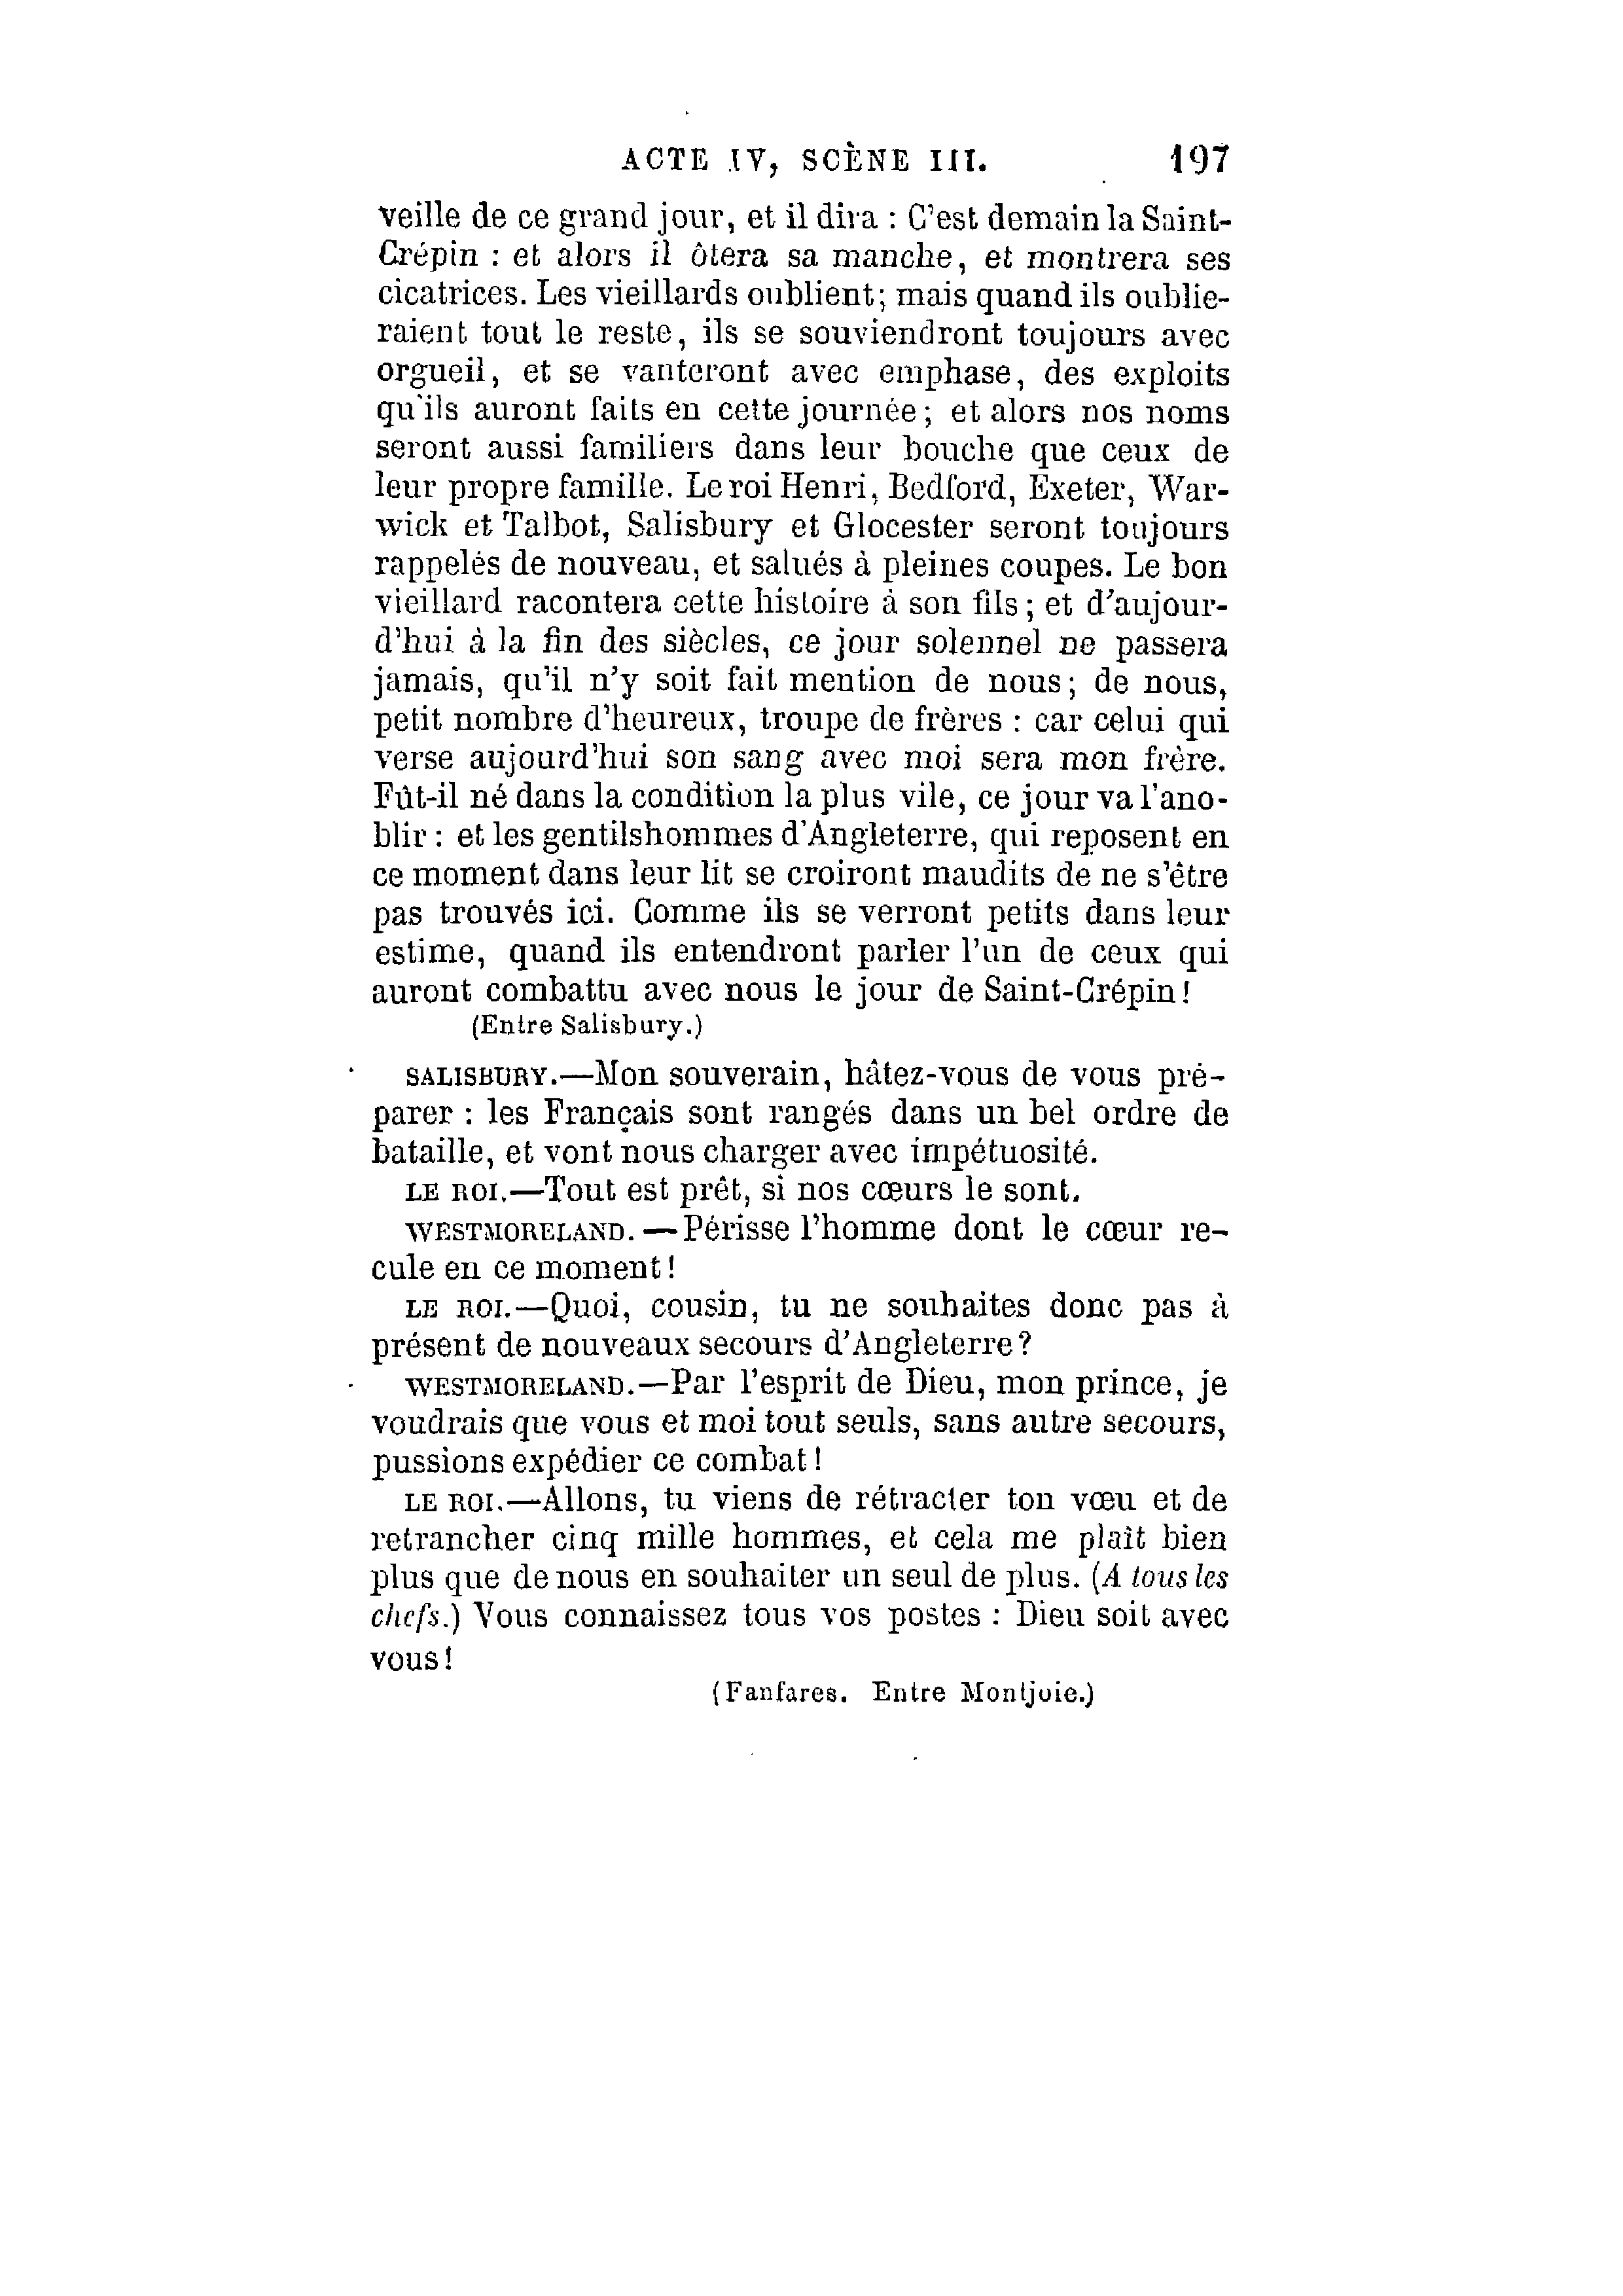 ACTE IV, SCÈNE III. 197
veille de ce grand jour, et il dira : C'est demain la Saint-
Crépin : et alors il ôtera sa manche, et montrera ses
cicatrices. Les vieillards oublient; mais quand ils oublie-
raient tout le reste, ils se souviendront toujours avec
orgueil, et se vanteront avec emphase, des exploits
qu'ils auront faits en cette journée; et alors nos noms
seront aussi familiers dans leur bouche que ceux de
leur propre famille. Le roi Henri, Bedford, Exeter, War-
wick et Talbot, Salisbury et Glocester seront toujours
rappelés de nouveau, et salués à pleines coupes. Le bon
vieillard racontera cette histoire à son fils; et d'aujour-
d'hui à la fin des siècles, ce jour solennel ne passera
jamais, qu'il n'y soit fait mention de nous; de nous,
petit nombre d'heureux, troupe de frères : car celui qui
verse aujourd'hui son sang avec moi sera mon frère.
Fût-il né dans la condition la plus vile, ce jour va l'ano-
blir : et les gentilshommes d'Angleterre, qui reposent en
ce moment dans leur lit se croiront maudits de ne s'être
pas trouvés ici. Comme ils se verront petits dans leur
estime, quand ils entendront parler l'un de ceux qui
auront combattu avec nous le jour de Saint-Crépin!
(Entre Salisbury.)
SALISBURY.—Mon souverain, hâtez-vous de vous pré-
parer : les Français sont rangés dans un bel ordre de
bataille, et vont nous charger avec impétuosité.
LE ROI.—Tout est prêt, si nos cœurs le sont.
WESTMORELAND.—Périsse l'homme dont le cœur re-
cule en ce moment!
LE ROI.—Quoi, cousin, tu ne souhaites donc pas à
présent de nouveaux secours d'Angleterre?
WESTMORELAND.—Par l'esprit de Dieu, mon prince, je
voudrais que vous et moi tout seuls, sans autre secours,
pussions expédier ce combat!
LE ROI.—Allons, tu viens de rétracter ton vœu et de
retrancher cinq mille hommes, et cela me plaît bien
plus que de nous en souhaiter un seul de plus. (A tous les
chefs.) Vous connaissez tous vos postes : Dieu soit avec
vous!
(Fanfares. Entre Montjoie.)